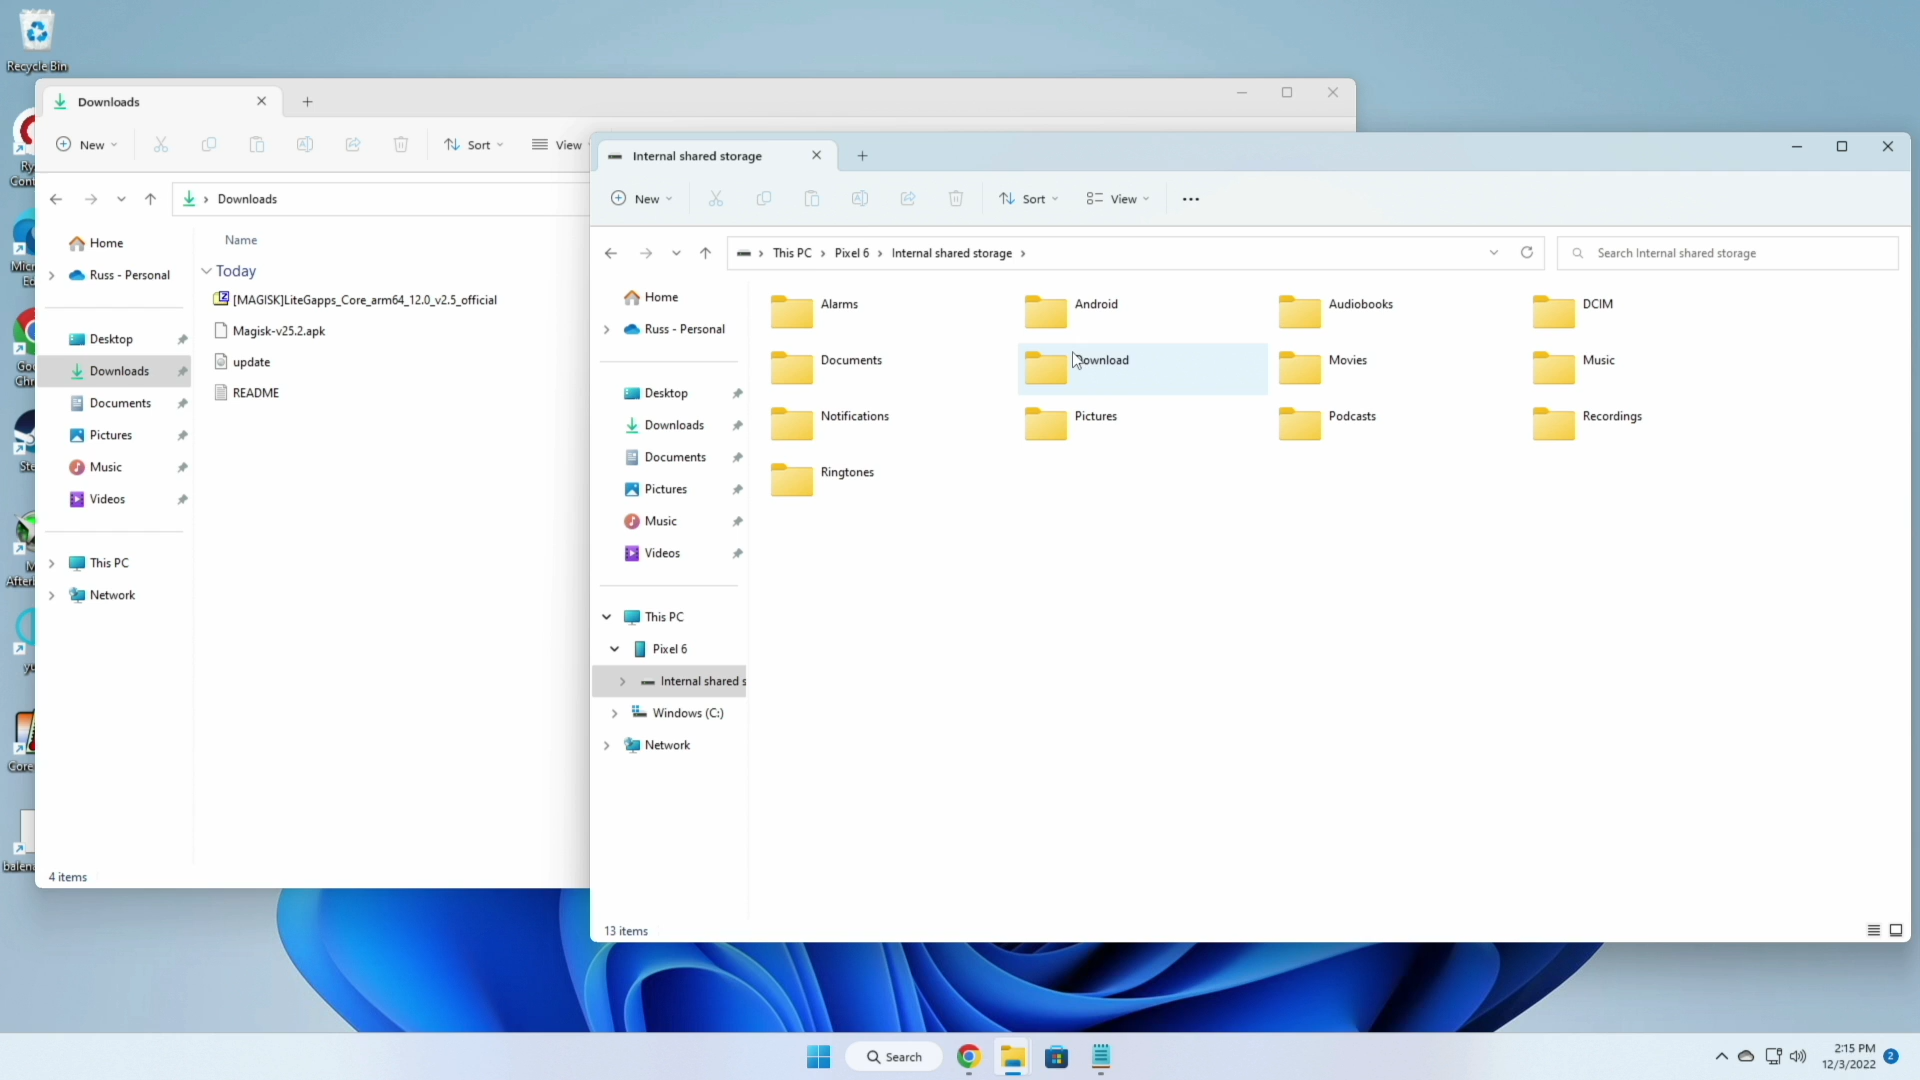 Recycle Bin
Downloads
New
Sort
View
Downloads
Home
Russ - Personal
Desktop
Downloads
Documents
Pictures
Music
Videos
This PC
Network
Name
Today
[MAGISK]LiteGapps_Core_arm64_12.0_v2.5_official
Magisk-v25.2.apk
update
README
4 items
Internal shared storage
New
Sort
View
This PC
Pixel 6
Internal shared storage
Search Internal shared storage
Home
Russ - Personal
Desktop
Downloads
Documents
Pictures
Music
Videos
This PC
Pixel 6
Internal shared s
Windows (C:)
Network
Alarms
Android
Audiobooks
DCIM
Documents
Download
Movies
Music
Notifications
Pictures
Podcasts
Recordings
Ringtones
13 items
Search
2:15 PM
12/3/2022
2